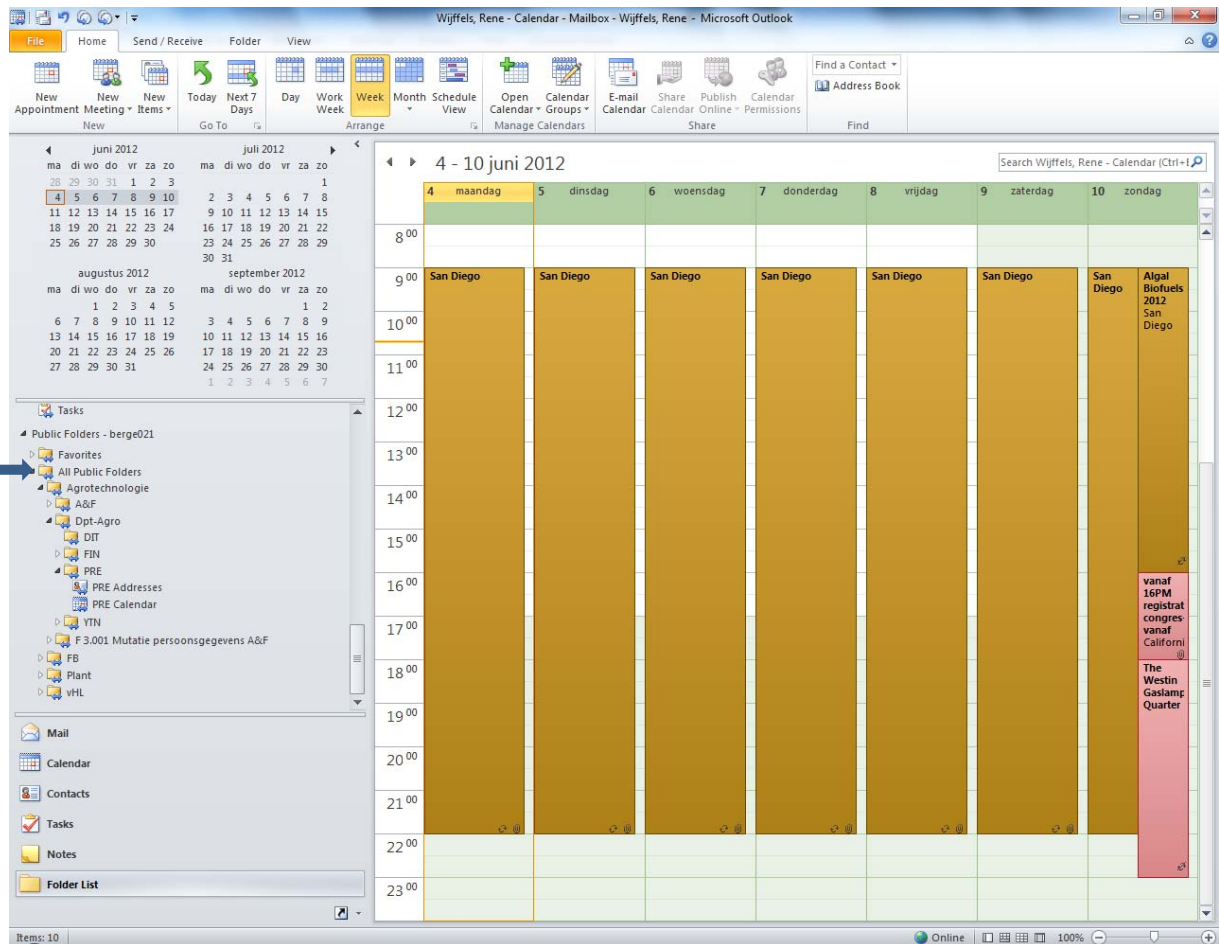 Wijffels, Rene - Calendar - Mailbox - Wijffels, Rene - Microsoft Outlook
File Home Send / Receive Folder View
New Appointment
New Meeting
New Items
Today
Next 7 Days
Day
Work Week
Week
Month
Schedule View
Open Calendar
Calendar Groups
E-mail Calendar
Share Calendar
Publish Online
Calendar Permissions
Find a Contact
Address Book
New Go To Arrange Manage Calendars Share Find
juni 2012
ma di wo do vr za zo
28 29 30 31 1 2 3
4 5 6 7 8 9 10
11 12 13 14 15 16 17
18 19 20 21 22 23 24
25 26 27 28 29 30
juli 2012
ma di wo do vr za zo
1
2 3 4 5 6 7 8
9 10 11 12 13 14 15
16 17 18 19 20 21 22
23 24 25 26 27 28 29
30 31
augustus 2012
ma di wo do vr za zo
1 2 3 4 5
6 7 8 9 10 11 12
13 14 15 16 17 18 19
20 21 22 23 24 25 26
27 28 29 30 31
september 2012
ma di wo do vr za zo
1 2
3 4 5 6 7 8 9
10 11 12 13 14 15 16
17 18 19 20 21 22 23
24 25 26 27 28 29 30
1 2 3 4 5 6 7
Tasks
Public Folders - berge021
Favorites
All Public Folders
Agrotechnologie
A&F
Dpt-Agro
DIT
FIN
PRE
PRE Addresses
PRE Calendar
YTN
F 3.001 Mutatie persoonsgegevens A&F
FB
Plant
vHL
Mail
Calendar
Contacts
Tasks
Notes
Folder List
4 - 10 juni 2012
Search Wijffels, Rene - Calendar (Ctrl+E
4 maandag 5 dinsdag 6 woensdag 7 donderdag 8 vrijdag 9 zaterdag 10 zondag
8 00
9 00
10 00
11 00
12 00
13 00
14 00
15 00
16 00
17 00
18 00
19 00
20 00
21 00
22 00
23 00
San Diego San Diego San Diego San Diego San Diego San Diego
San
Diego
Algal
Biofuels
2012
San
Diego
vanaf
16PM
registrat
congres-
vanaf
Californi
The
Westin
Gaslamp
Quarter
Items: 10
Online 100%